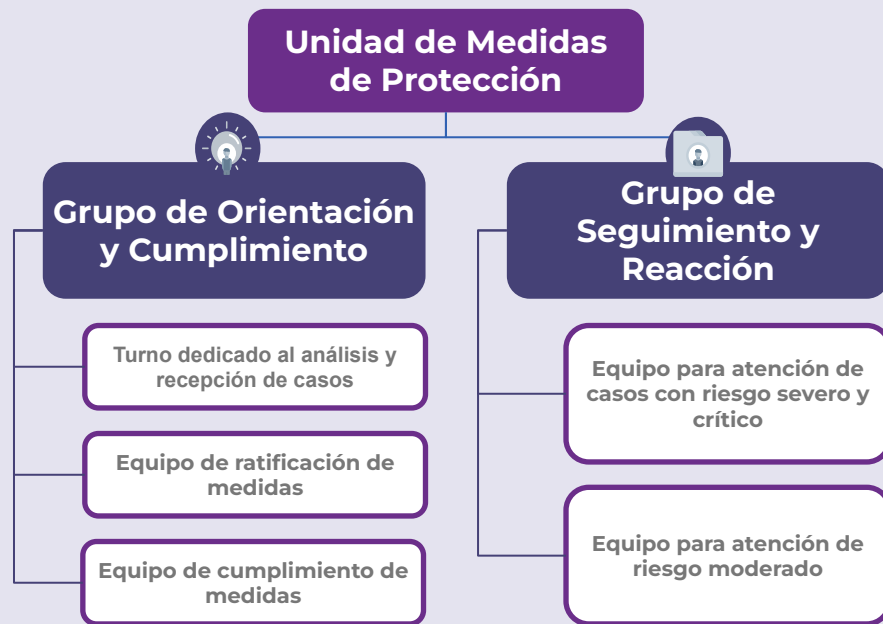 Unidad de Medidas
de Protección
Grupo de Orientación
y Cumplimiento
Turno dedicado al análisis y
recepción de casos
Equipo de ratificación de
medidas
Equipo de cumplimiento de
medidas
Grupo de
Seguimiento y
Reacción
Equipo para atención de
casos con riesgo severo y
crítico
Equipo para atención de
riesgo moderado